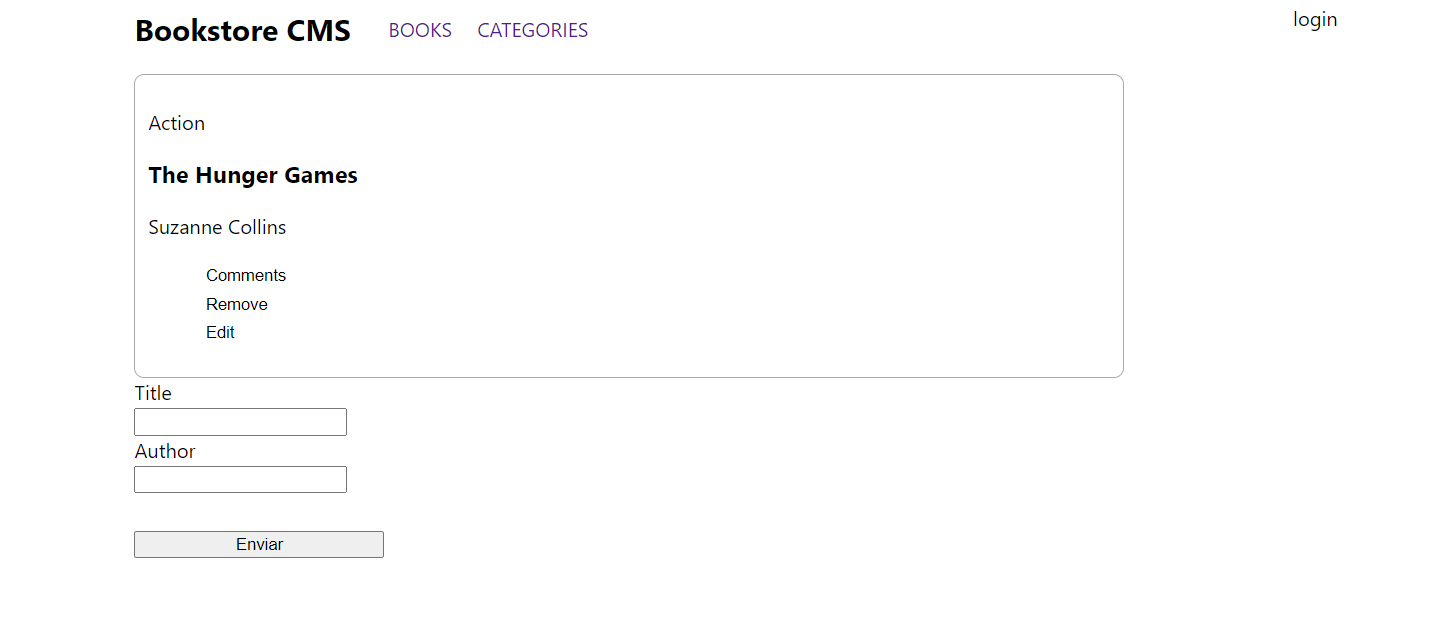 Bookstore CMS BOOKS CATEGORIES login
Action
The Hunger Games
Suzanne Collins
Comments
Remove
Edit
Title
Author
Enviar